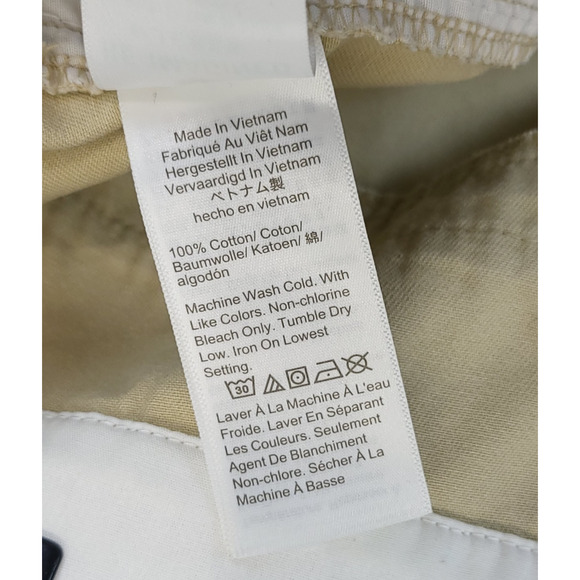 Made In Vietnam
Fabriqué Au Viêt Nam
Hergestellt In Vietnam
Vervaardigd In Vietnam
ベトナム製
hecho en vietnam
100% Cotton/ Coton/
Baumwolle/ Katoen/ 綿/
algodón
Machine Wash Cold. With
Like Colors. Non-chlorine
Bleach Only. Tumble Dry
Low. Iron On Lowest
Setting.
30
Laver À La Machine À L'eau
Froide. Laver En Séparant
Les Couleurs. Seulement
Agent De Blanchiment
Non-chlore. Sécher À La
Machine À Basse